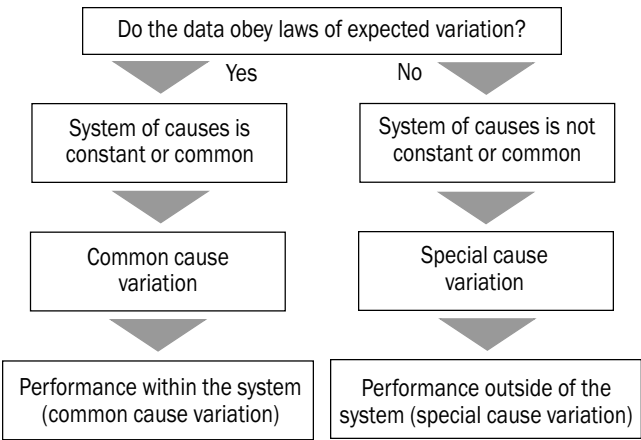 Do the data obey laws of expected variation?
Yes
No
System of causes is
constant or common
System of causes is not
constant or common
Common cause
variation
Special cause
variation
Performance within the system
(common cause variation)
Performance outside of the
system (special cause variation)